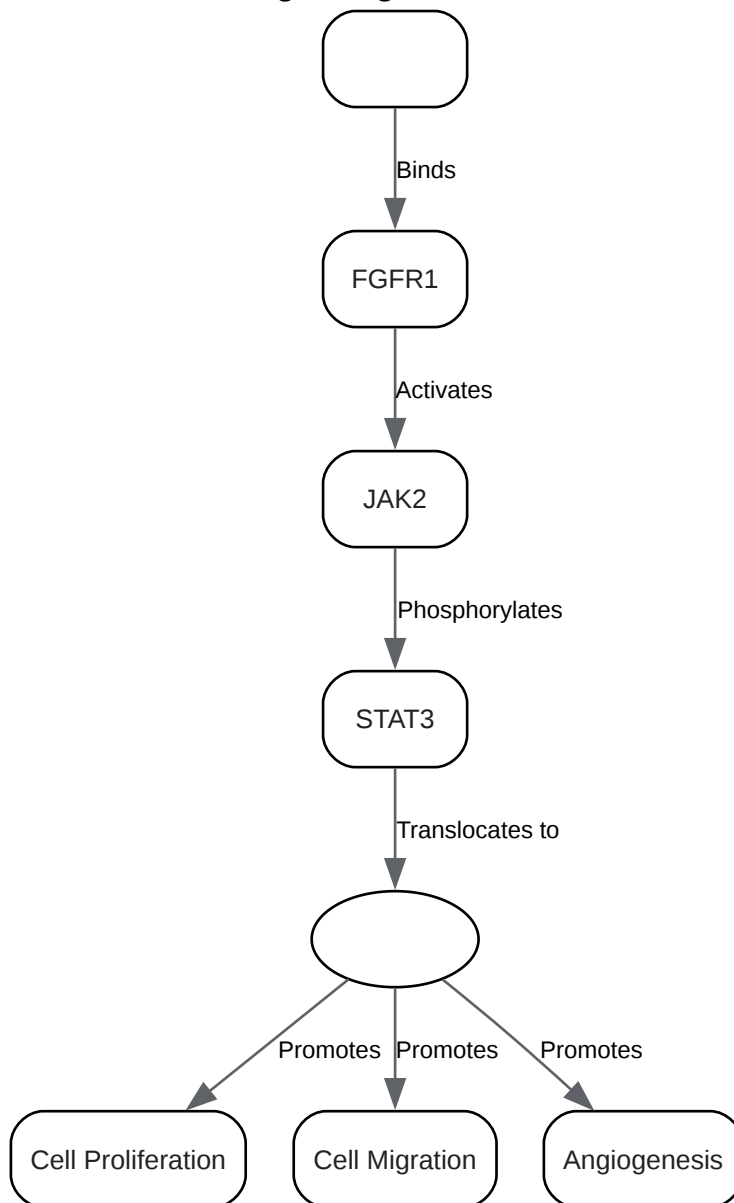 Binds
FGFR1
Activates
JAK2
Phosphorylates
STAT3
Translocates to
Promotes Promotes Promotes
Cell Proliferation Cell Migration Angiogenesis